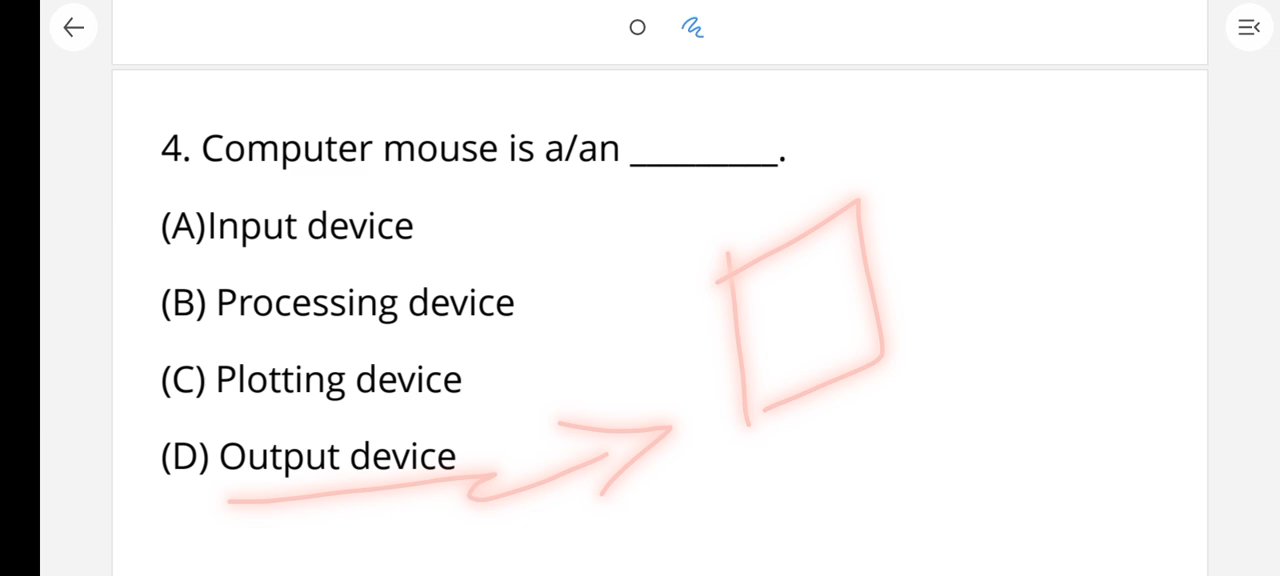 4. Computer mouse is a/an _________.
(A)Input device
(B) Processing device
(C) Plotting device
(D) Output device